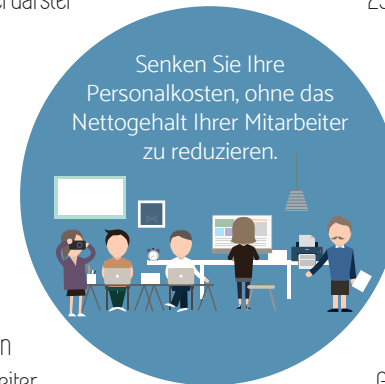 Senken Sie Ihre
Personalkosten, ohne das
Nettogehalt Ihrer Mitarbeiter
zu reduzieren.